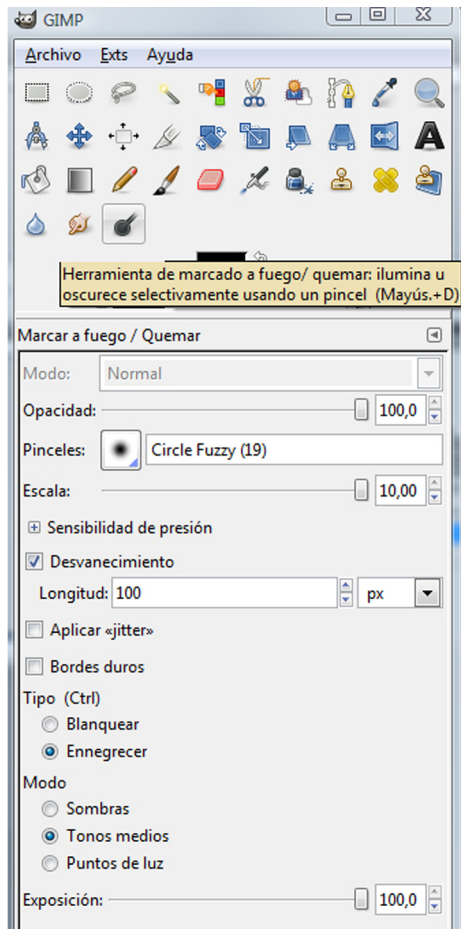 GIMP
Archivo Exts Ayuda
Herramienta de marcado a fuego/ quemar: ilumina u
oscurece selectivamente usando un pincel (Mayús.+D)
Marcar a fuego / Quemar
Modo: Normal
Opacidad: 100,0
Pinceles: Circle Fuzzy (19)
Escala: 10,00
Sensibilidad de presión
Desvanecimiento
Longitud: 100 px
Aplicar «jitter»
Bordes duros
Tipo (Ctrl)
Blanquear
Ennegrecer
Modo
Sombras
Tonos medios
Puntos de luz
Exposición: 100,0